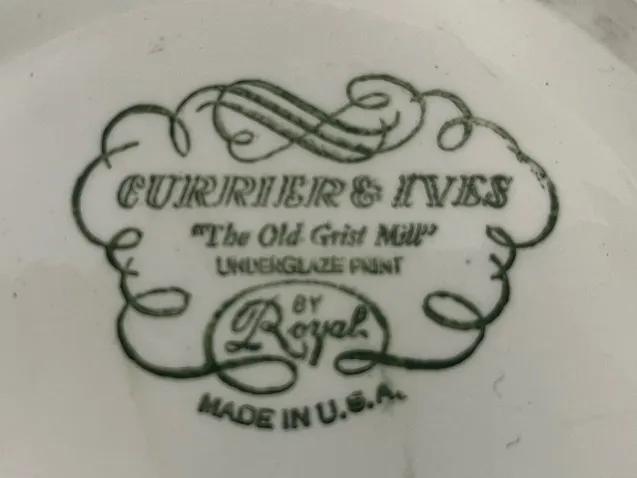 CURRIER & IVES
"The Old Grist Mill"
UNDERGLAZE PRINT
BY
Royal
MADE IN U.S.A.